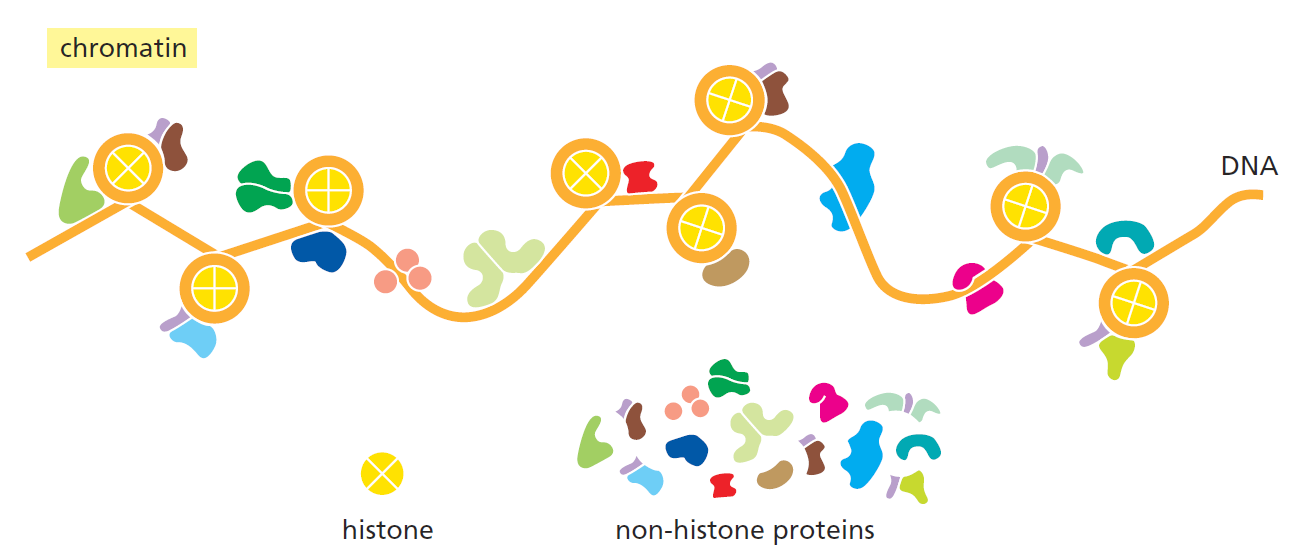 chromatin
DNA
histone
non-histone proteins